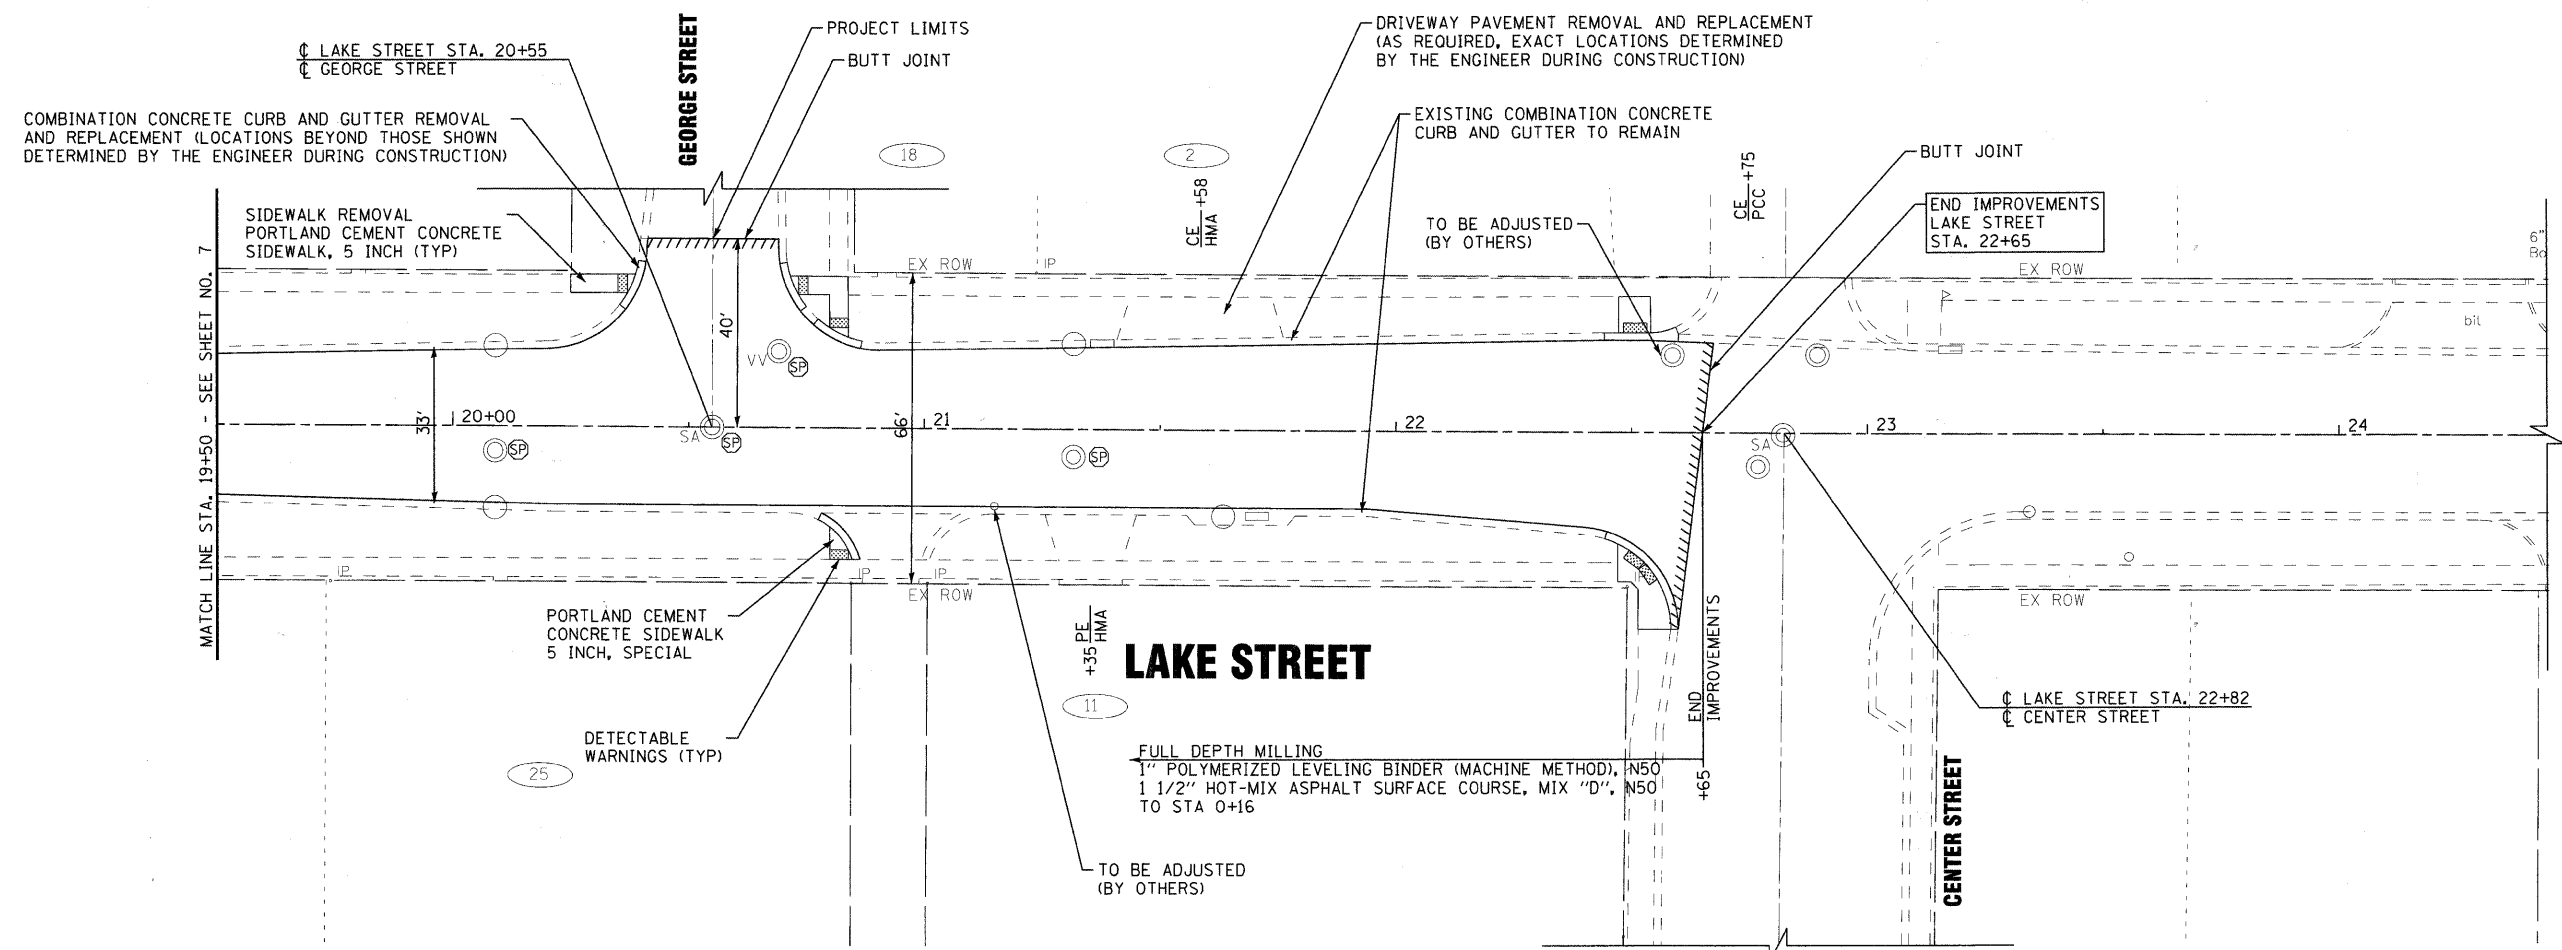 PROJECT LIMITS
BUTT JOINT
℄ LAKE STREET STA. 20+55
℄ GEORGE STREET
GEORGE STREET
DRIVEWAY PAVEMENT REMOVAL AND REPLACEMENT
(AS REQUIRED, EXACT LOCATIONS DETERMINED
BY THE ENGINEER DURING CONSTRUCTION)
COMBINATION CONCRETE CURB AND GUTTER REMOVAL
AND REPLACEMENT (LOCATIONS BEYOND THOSE SHOWN
DETERMINED BY THE ENGINEER DURING CONSTRUCTION)
EXISTING COMBINATION CONCRETE
CURB AND GUTTER TO REMAIN
18
2
CE +58
HMA
CE +75
PCC
BUTT JOINT
SIDEWALK REMOVAL
PORTLAND CEMENT CONCRETE
SIDEWALK, 5 INCH (TYP)
TO BE ADJUSTED
(BY OTHERS)
END IMPROVEMENTS
LAKE STREET
STA. 22+65
6"
Bo
EX ROW
IP
EX ROW
MATCH LINE STA. 19+50 - SEE SHEET NO. 7
40'
VV
SP
bit
33'
20+00
SA
SP
66'
21
22
23
24
SP
SP
SA
IP
IP
IP
EX ROW
EX ROW
PORTLAND CEMENT
CONCRETE SIDEWALK
5 INCH, SPECIAL
+35 PE
HMA
LAKE STREET
11
END
IMPROVEMENTS
+65
℄ LAKE STREET STA. 22+82
℄ CENTER STREET
DETECTABLE
WARNINGS (TYP)
25
FULL DEPTH MILLING
1" POLYMERIZED LEVELING BINDER (MACHINE METHOD), N50
1 1/2" HOT-MIX ASPHALT SURFACE COURSE, MIX "D", N50
TO STA 0+16
CENTER STREET
TO BE ADJUSTED
(BY OTHERS)